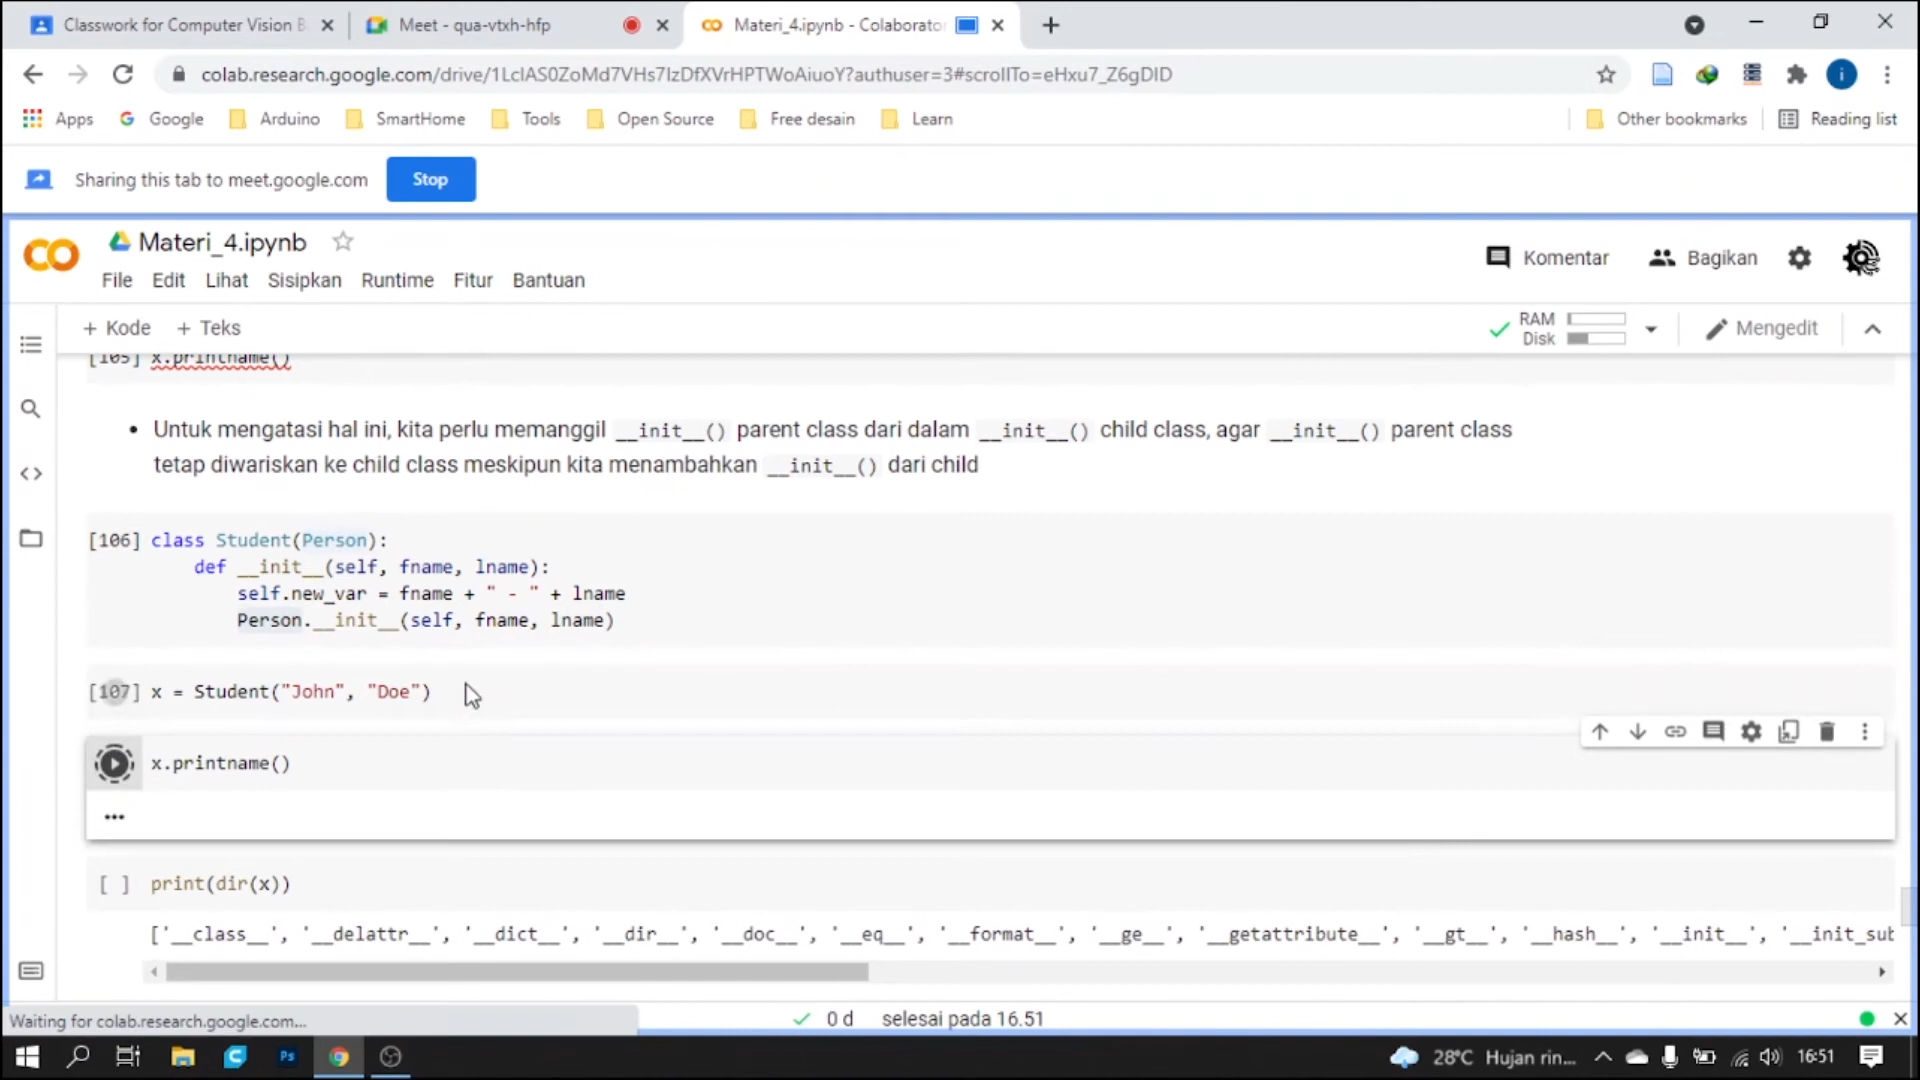 Classwork for Computer Vision B
Meet - qua-vtxh-hfp
Materi_4.ipynb - Colaborator
colab.research.google.com/drive/1LclAS0ZoMd7VHs7IzDfXVrHPTWoAiuoY?authuser=3#scrollTo=eHxu7_Z6gDID
i
Apps
Google
Arduino
SmartHome
Tools
Open Source
Free desain
Learn
Other bookmarks
Reading list
Sharing this tab to meet.google.com
Stop
Materi_4.ipynb
Komentar
Bagikan
File Edit Lihat Sisipkan Runtime Fitur Bantuan
+ Kode + Teks
RAM
Disk
Mengedit
[105] x.printname()
• Untuk mengatasi hal ini, kita perlu memanggil __init__() parent class dari dalam __init__() child class, agar __init__() parent class
tetap diwariskan ke child class meskipun kita menambahkan __init__() dari child
[106] class Student(Person):
def __init__(self, fname, lname):
self.new_var = fname + " - " + lname
Person.__init__(self, fname, lname)
[107] x = Student("John", "Doe")
x.printname()
•••
[ ] print(dir(x))
['__class__', '__delattr__', '__dict__', '__dir__', '__doc__', '__eq__', '__format__', '__ge__', '__getattribute__', '__gt__', '__hash__', '__init__', '__init_sub
Waiting for colab.research.google.com...
0 d selesai pada 16.51
Ps
28°C Hujan rin...
16:51